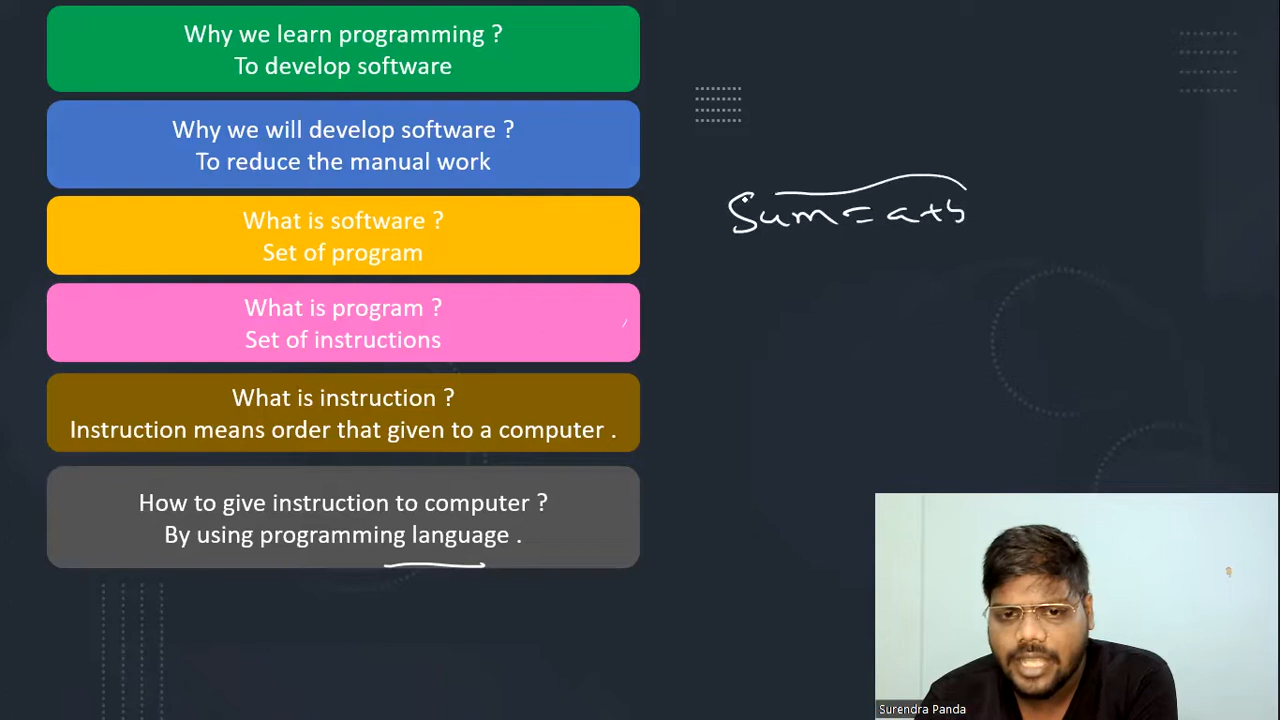 Why we learn programming ?
To develop software
Why we will develop software ?
To reduce the manual work
What is software ?
Set of program
What is program ?
Set of instructions
What is instruction ?
Instruction means order that given to a computer .
How to give instruction to computer ?
By using programming language .
Sum = a+b
Surendra Panda